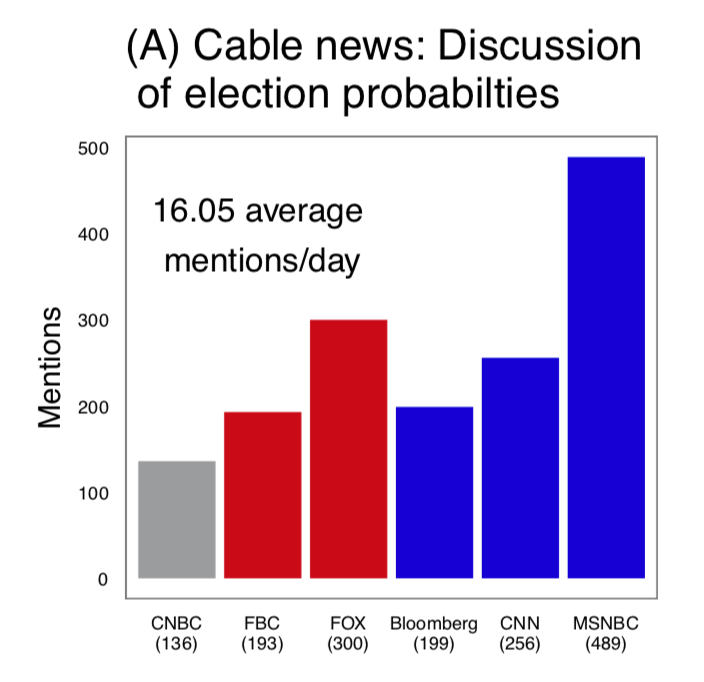 (A) Cable news: Discussion
of election probabilties
500
400
300
200
100
0
Mentions
16.05 average
mentions/day
CNBC
(136)
FBC
(193)
FOX
(300)
Bloomberg
(199)
CNN
(256)
MSNBC
(489)